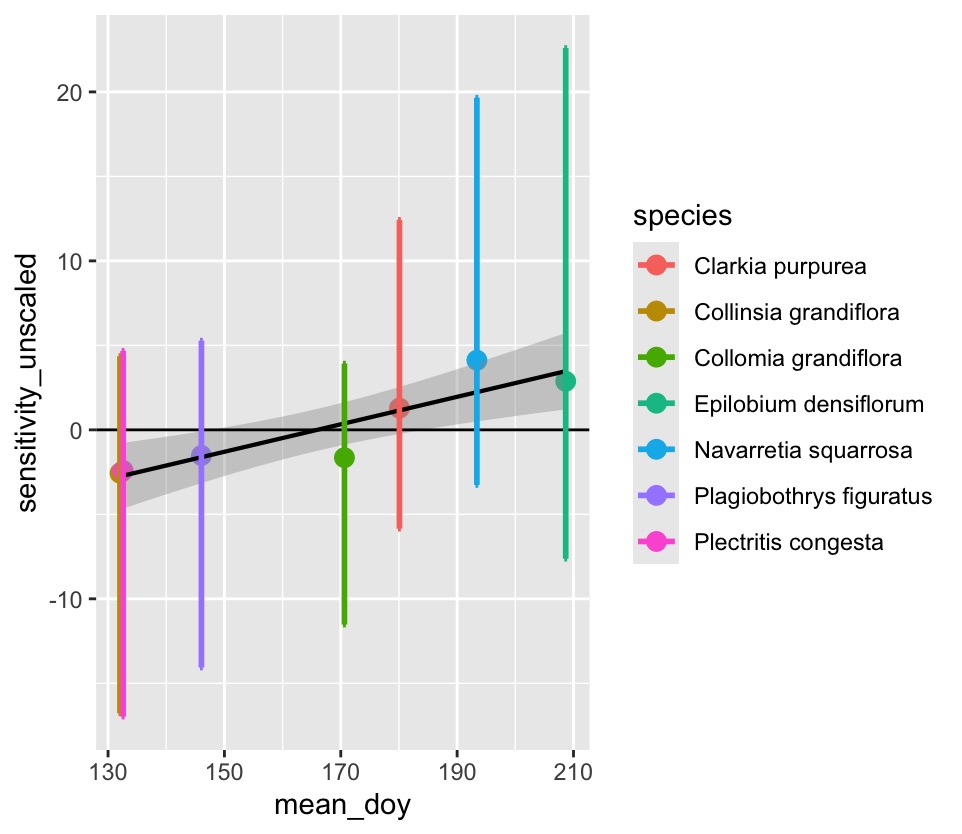 sensitivity_unscaled
20
10
0
-10
130 150 170 190 210
mean_doy
species
Clarkia purpurea
Collinsia grandiflora
Collomia grandiflora
Epilobium densiflorum
Navarretia squarrosa
Plagiobothrys figuratus
Plectritis congesta